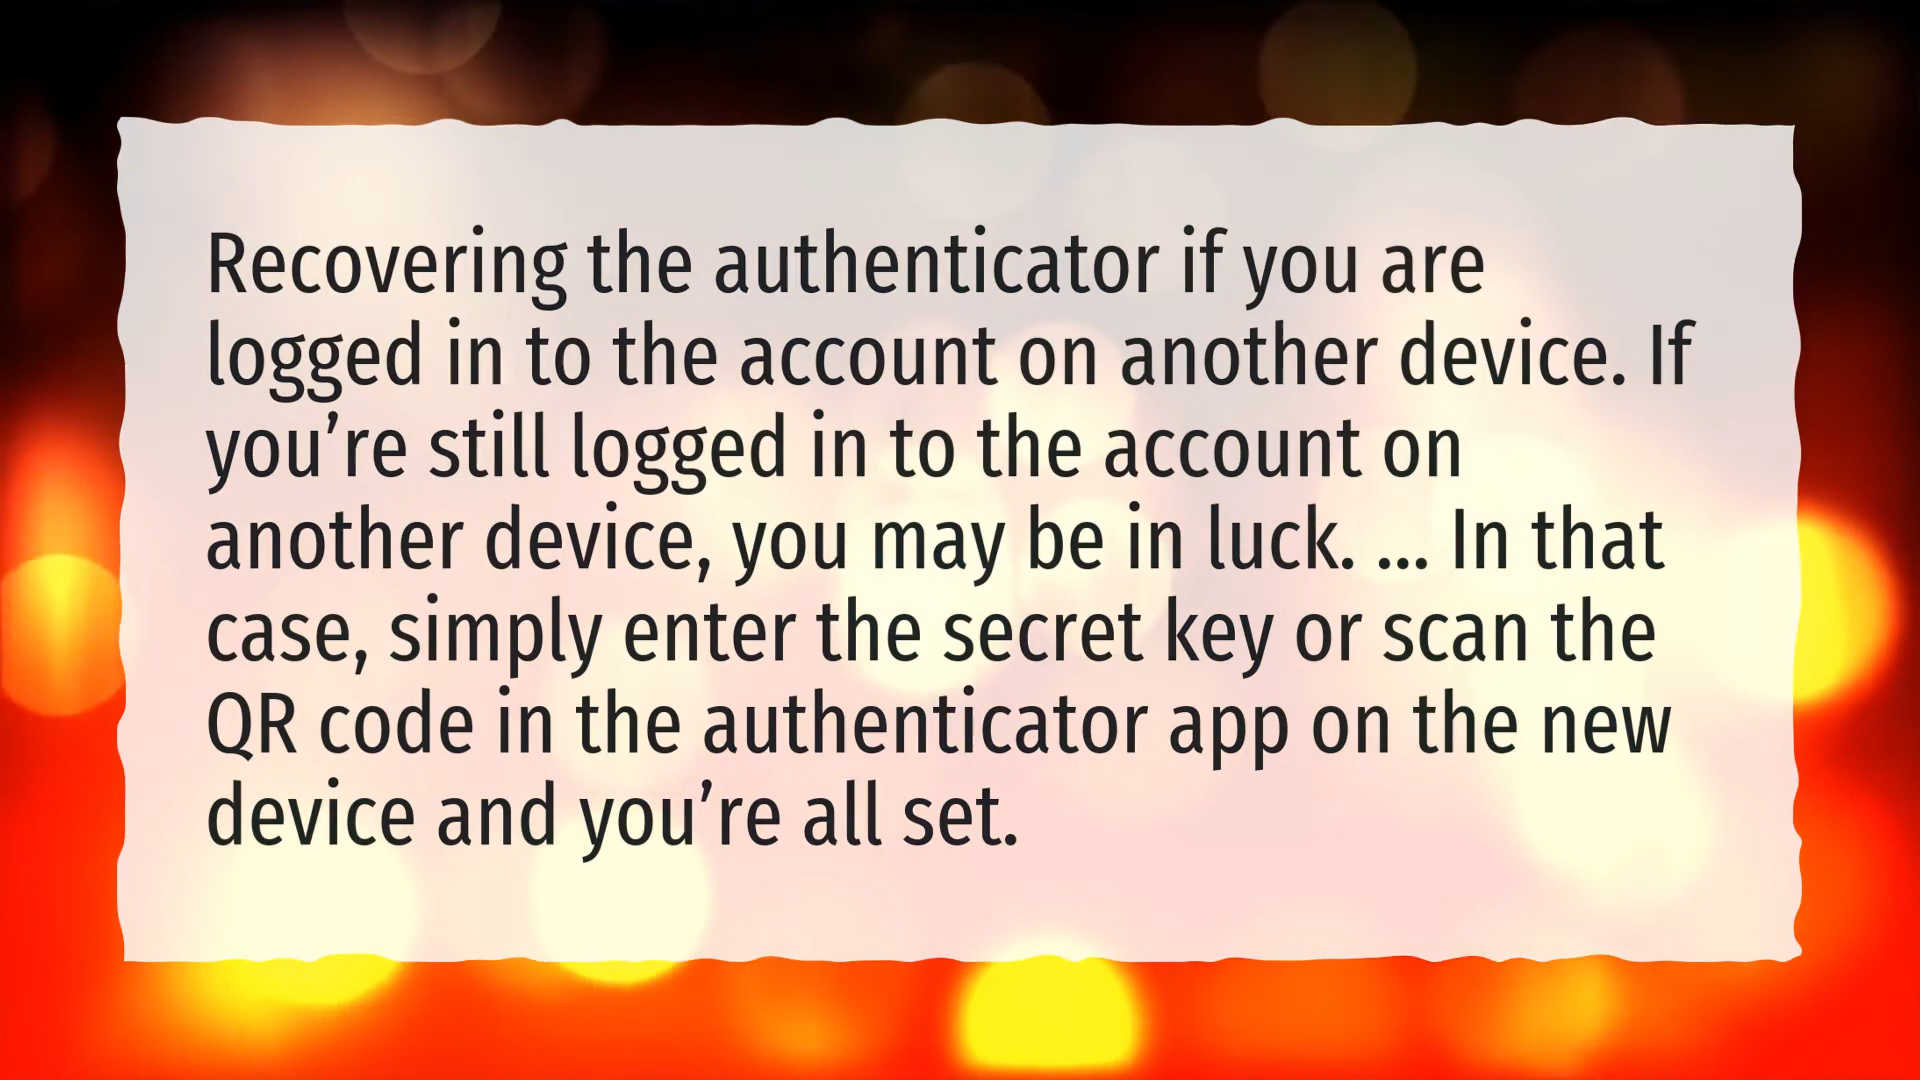 Recovering the authenticator if you are
logged in to the account on another device. If
you’re still logged in to the account on
another device, you may be in luck. ... In that
case, simply enter the secret key or scan the
QR code in the authenticator app on the new
device and you’re all set.